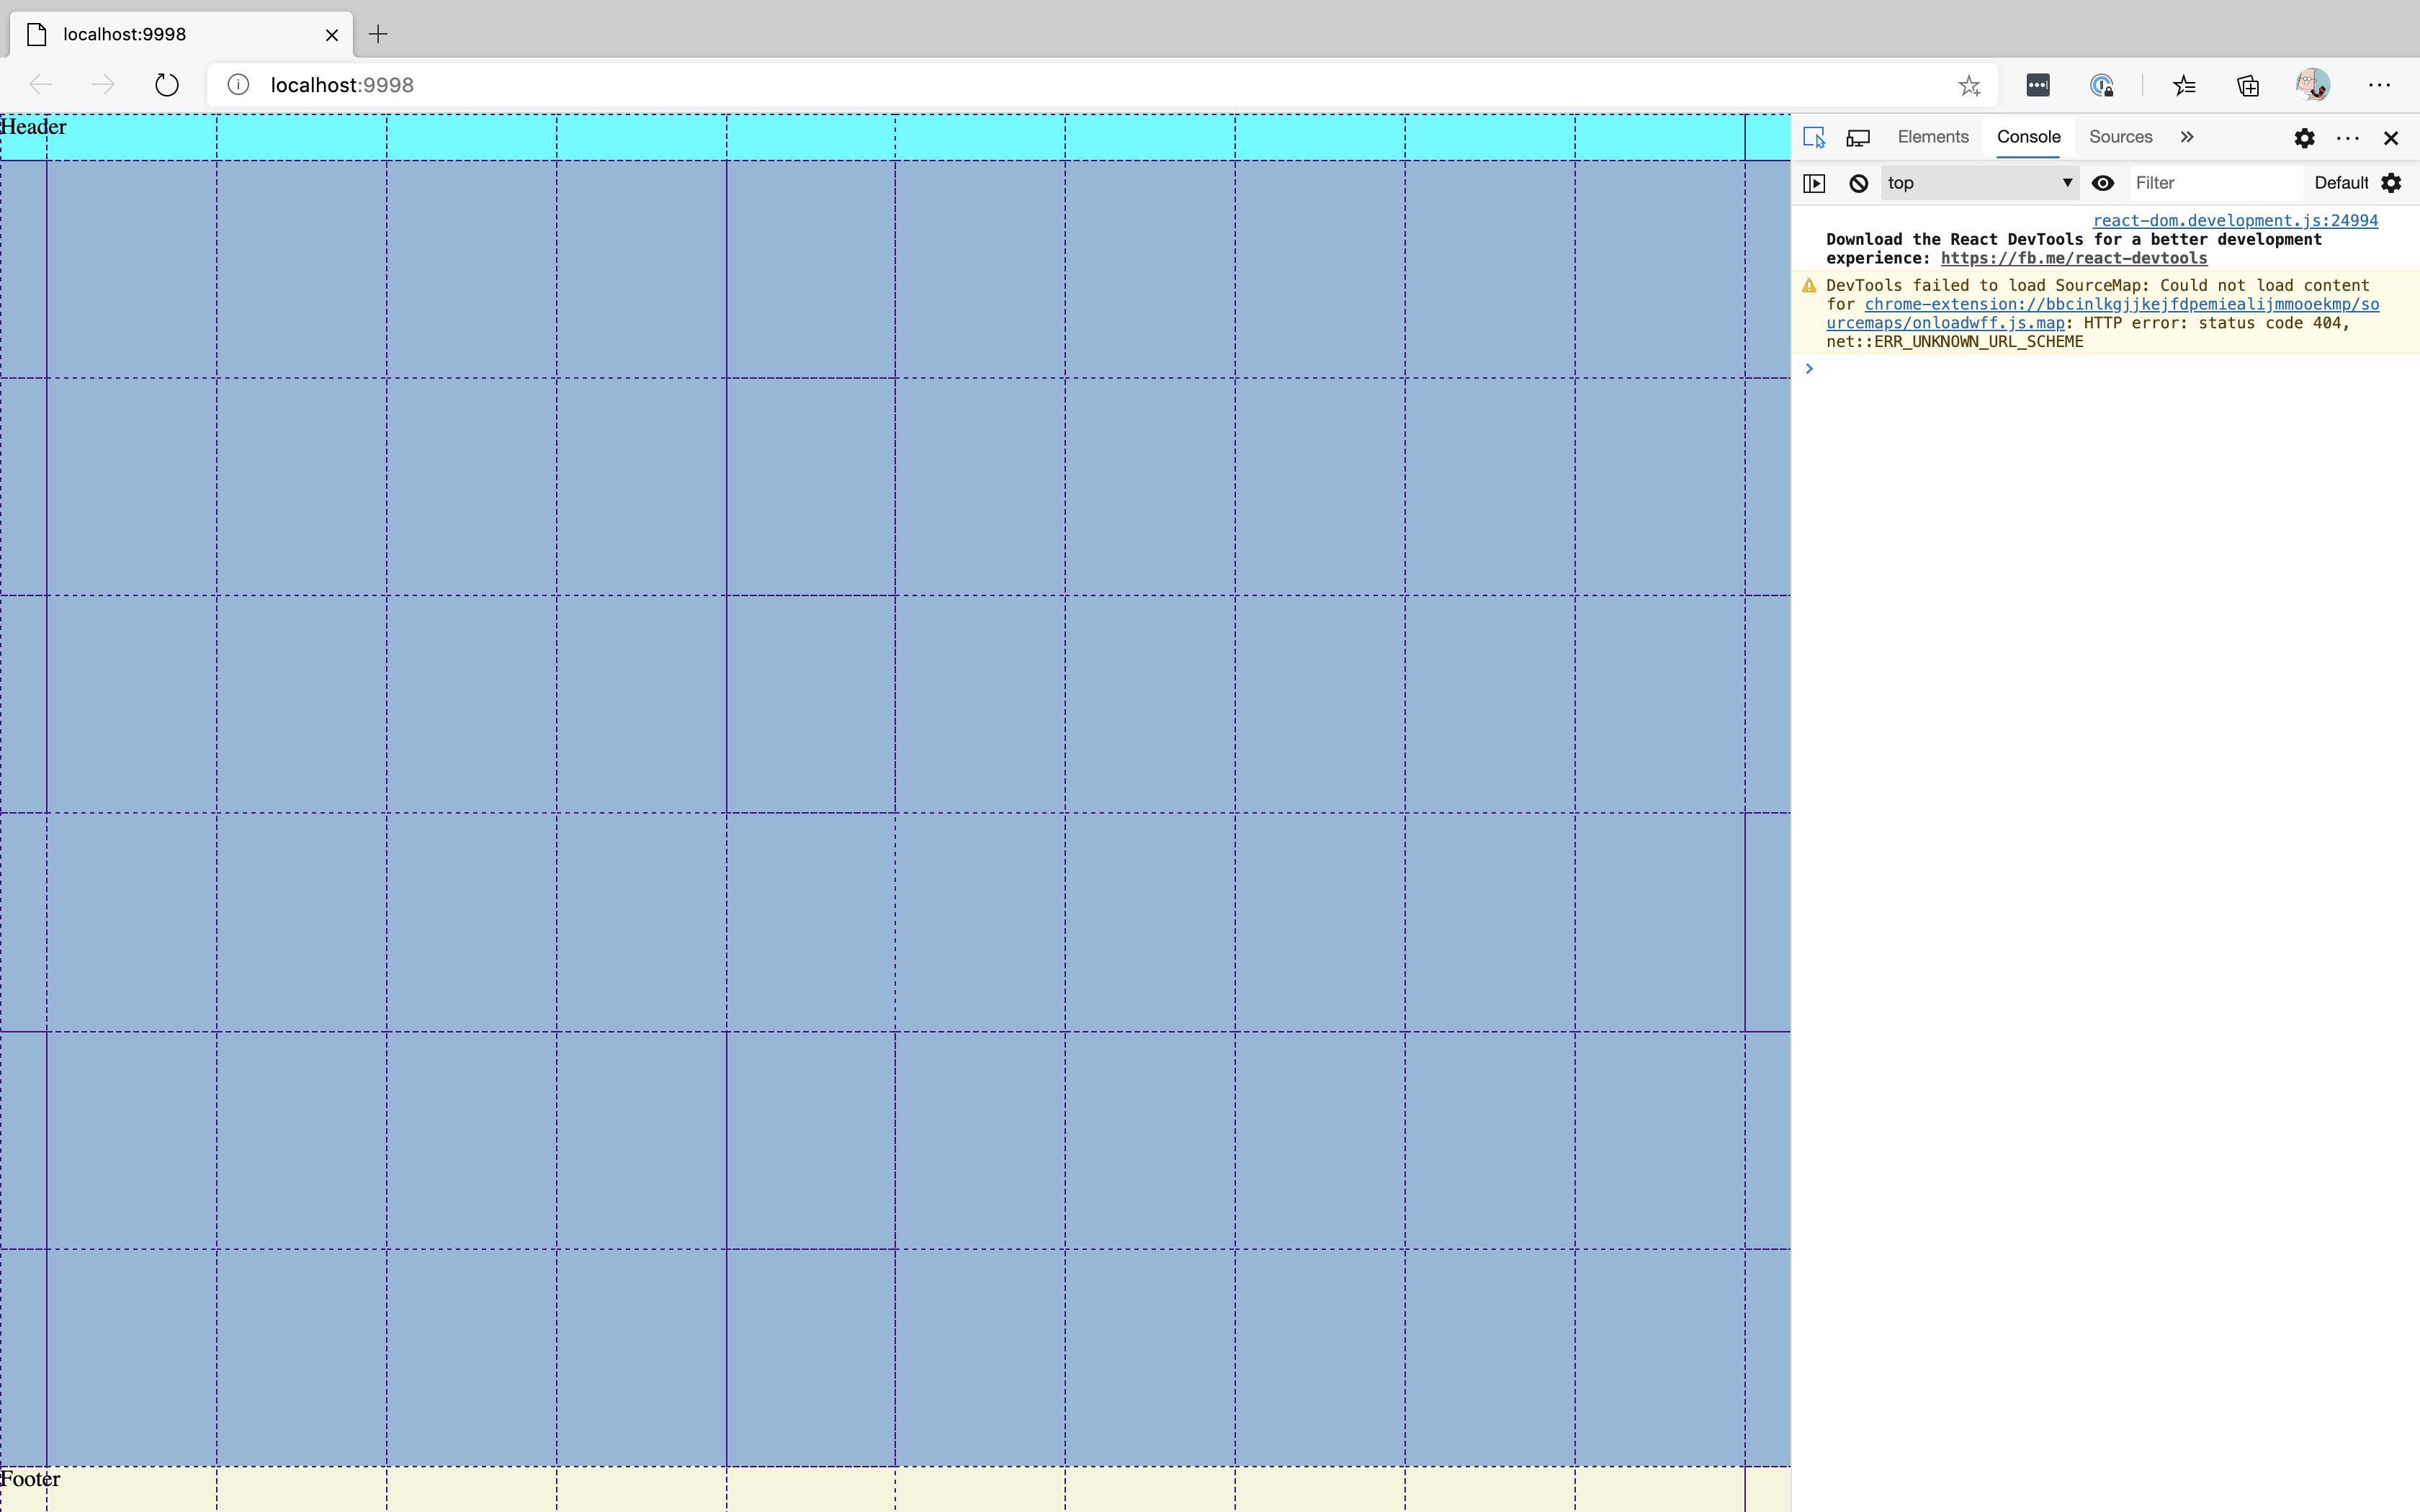 localhost:9998
localhost:9998
Header
Elements
Console
Sources
top
Filter
Default
react-dom.development.js:24994
Download the React DevTools for a better development
experience: https://fb.me/react-devtools
DevTools failed to load SourceMap: Could not load content
for chrome-extension://bbcinlkgjjkejfdpemiealijmmooekmp/so
urcemaps/onloadwff.js.map: HTTP error: status code 404,
net::ERR_UNKNOWN_URL_SCHEME
Footer